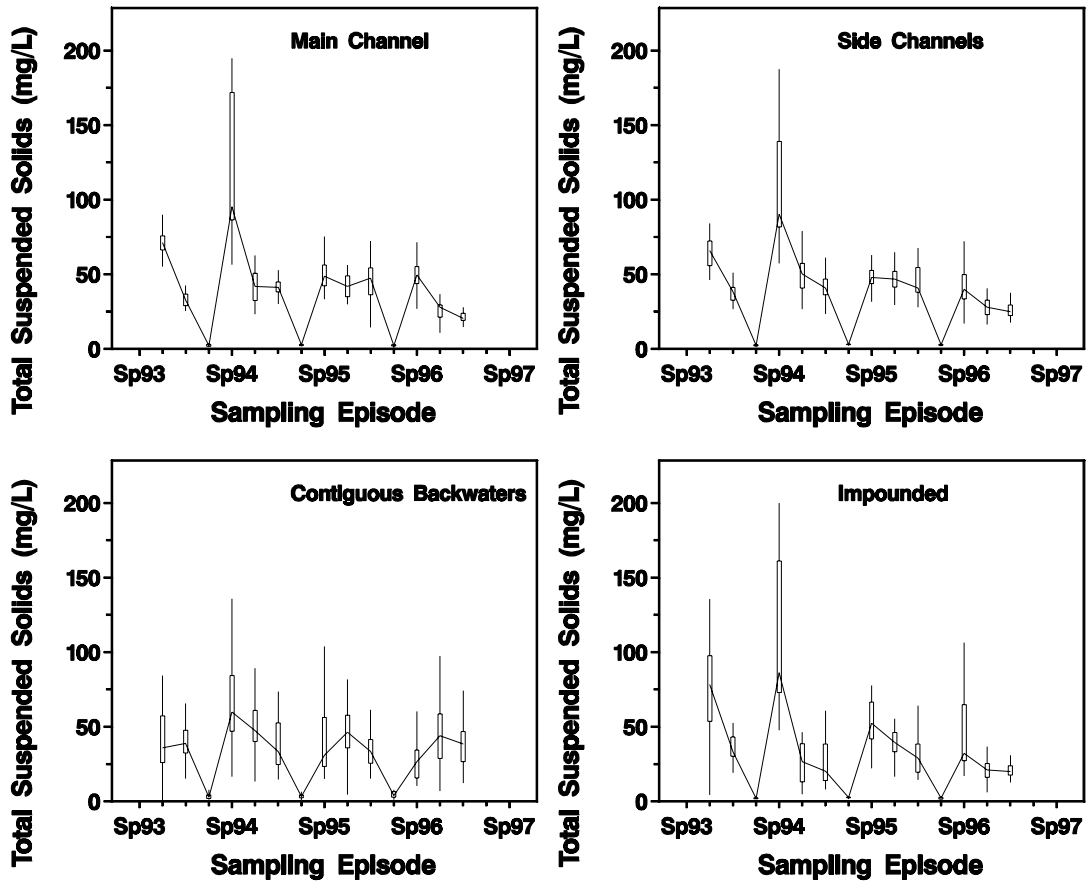 Total Suspended Solids (mg/L)
Main Channel
200
150
100
50
0
Sp93 Sp94 Sp95 Sp96 Sp97
Sampling Episode
Total Suspended Solids (mg/L)
Side Channels
200
150
100
50
0
Sp93 Sp94 Sp95 Sp96 Sp97
Sampling Episode
Total Suspended Solids (mg/L)
Contiguous Backwaters
200
150
100
50
0
Sp93 Sp94 Sp95 Sp96 Sp97
Sampling Episode
Total Suspended Solids (mg/L)
Impounded
200
150
100
50
0
Sp93 Sp94 Sp95 Sp96 Sp97
Sampling Episode